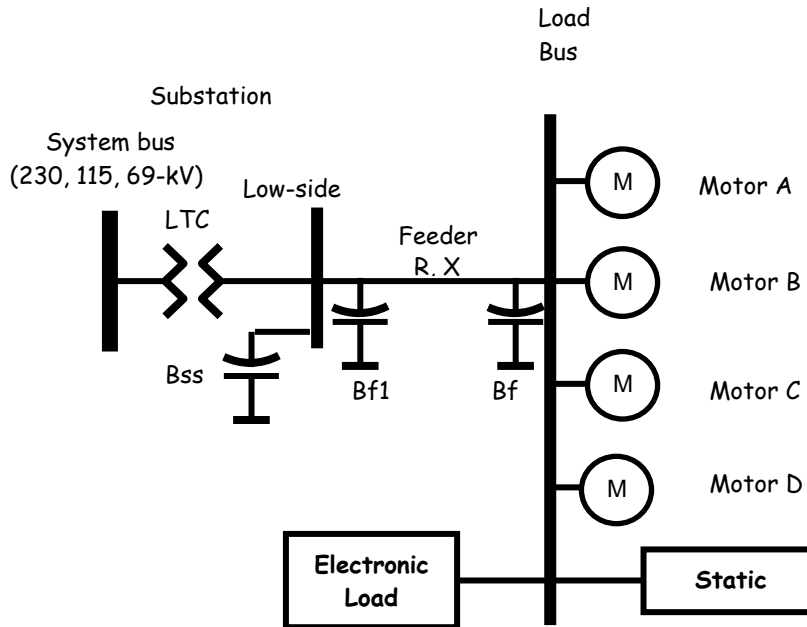 Load
Bus
Substation
System bus
(230, 115, 69-kV)
Low-side
LTC
Feeder
R, X
Bss
Bf1
Bf
M
Motor A
M
Motor B
M
Motor C
M
Motor D
Electronic
Load
Static